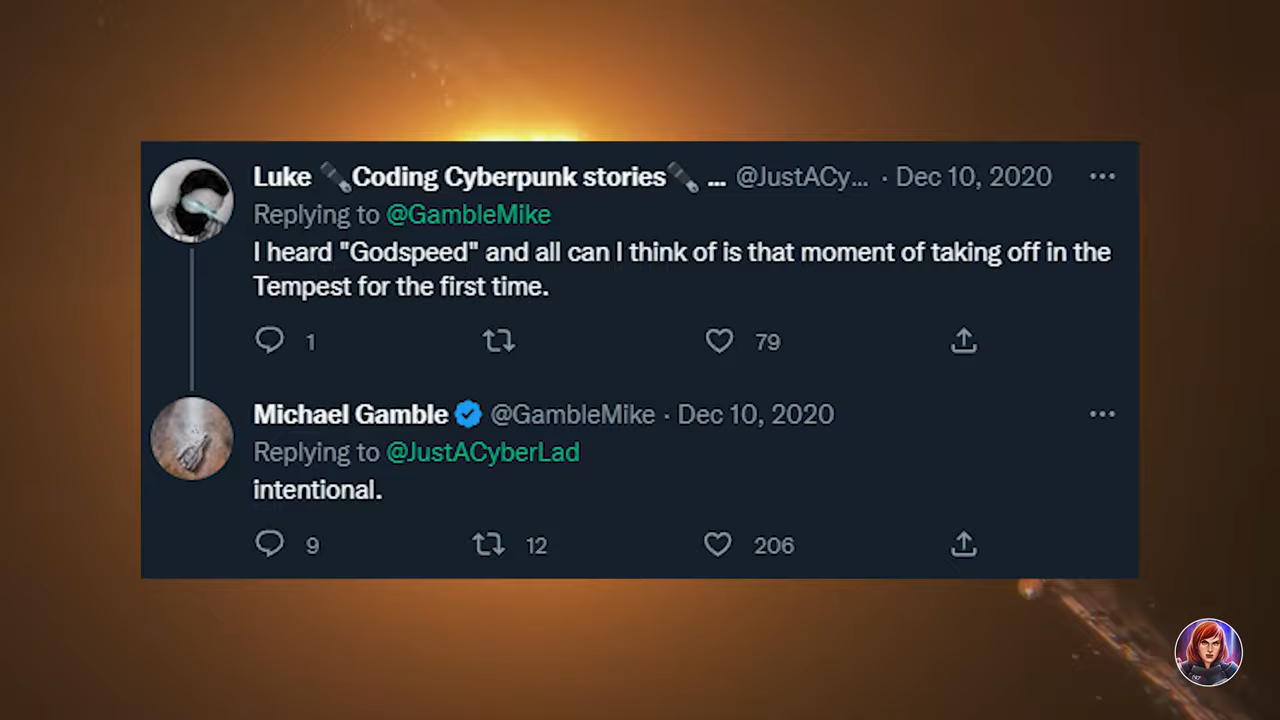 Luke Coding Cyberpunk stories ... @JustACy... · Dec 10, 2020
Replying to @GambleMike
I heard "Godspeed" and all can I think of is that moment of taking off in the
Tempest for the first time.
1 79
Michael Gamble @GambleMike · Dec 10, 2020
Replying to @JustACyberLad
intentional.
9 12 206
N7